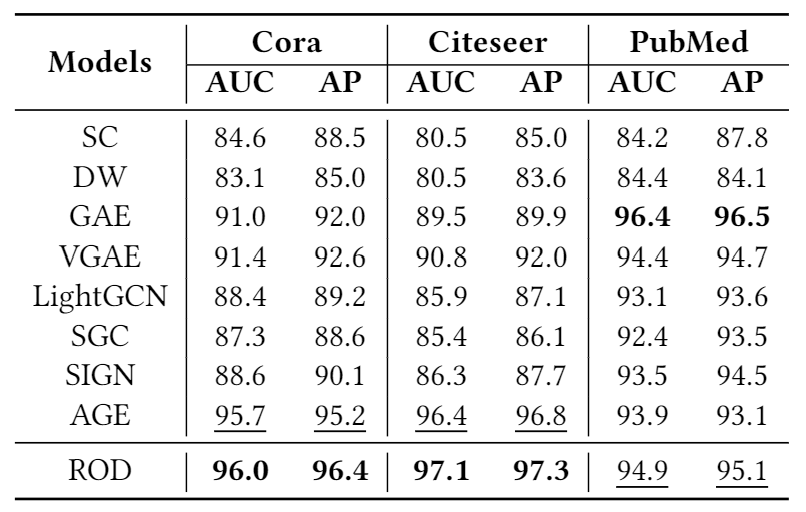 Models Cora Citeseer PubMed
AUC AP AUC AP AUC AP
SC 84.6 88.5 80.5 85.0 84.2 87.8
DW 83.1 85.0 80.5 83.6 84.4 84.1
GAE 91.0 92.0 89.5 89.9 96.4 96.5
VGAE 91.4 92.6 90.8 92.0 94.4 94.7
LightGCN 88.4 89.2 85.9 87.1 93.1 93.6
SGC 87.3 88.6 85.4 86.1 92.4 93.5
SIGN 88.6 90.1 86.3 87.7 93.5 94.5
AGE 95.7 95.2 96.4 96.8 93.9 93.1
ROD 96.0 96.4 97.1 97.3 94.9 95.1